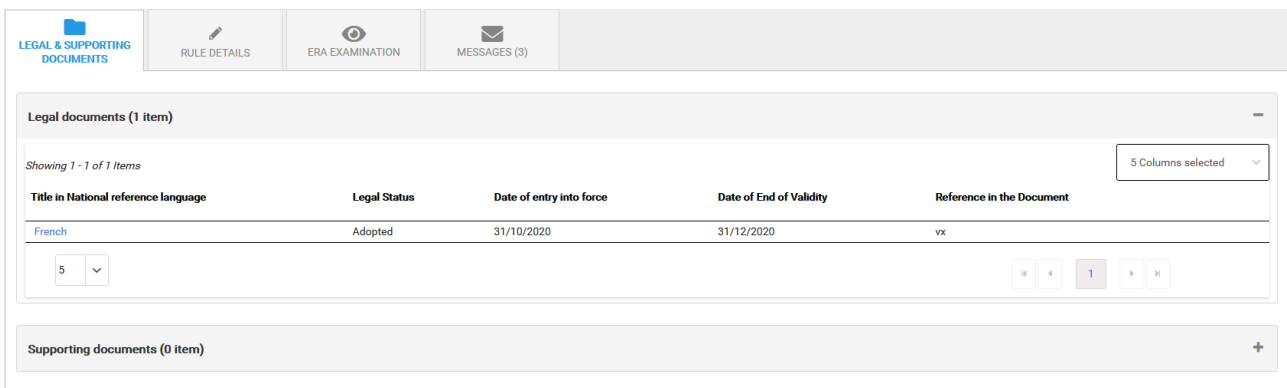 LEGAL & SUPPORTING
DOCUMENTS
RULE DETAILS
ERA EXAMINATION
MESSAGES (3)
Legal documents (1 item)
Showing 1 - 1 of 1 Items
5 Columns selected
Title in National reference language Legal Status Date of entry into force Date of End of Validity Reference in the Document
French Adopted 31/10/2020 31/12/2020 vx
5
1
Supporting documents (0 item)